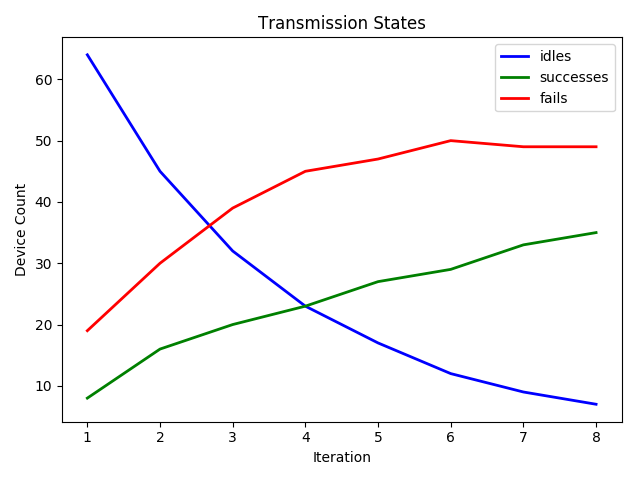 Transmission States
idles
successes
fails
Device Count
60
50
40
30
20
10
1 2 3 4 5 6 7 8
Iteration